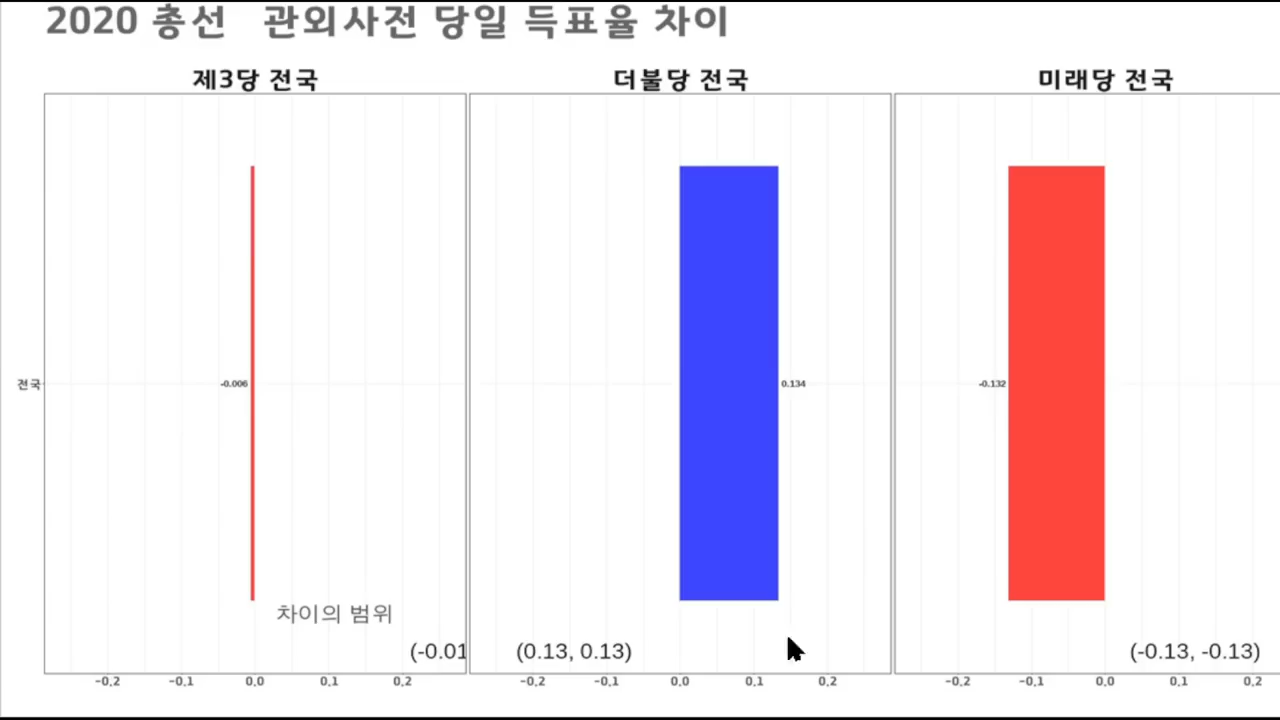 2020 총선 관외사전 당일 득표율 차이
제3당 전국
더불당 전국
미래당 전국
전국
-0.006
0.134
-0.132
차이의 범위
(-0.01
(0.13, 0.13)
(-0.13, -0.13)
-0.2 -0.1 0.0 0.1 0.2
-0.2 -0.1 0.0 0.1 0.2
-0.2 -0.1 0.0 0.1 0.2